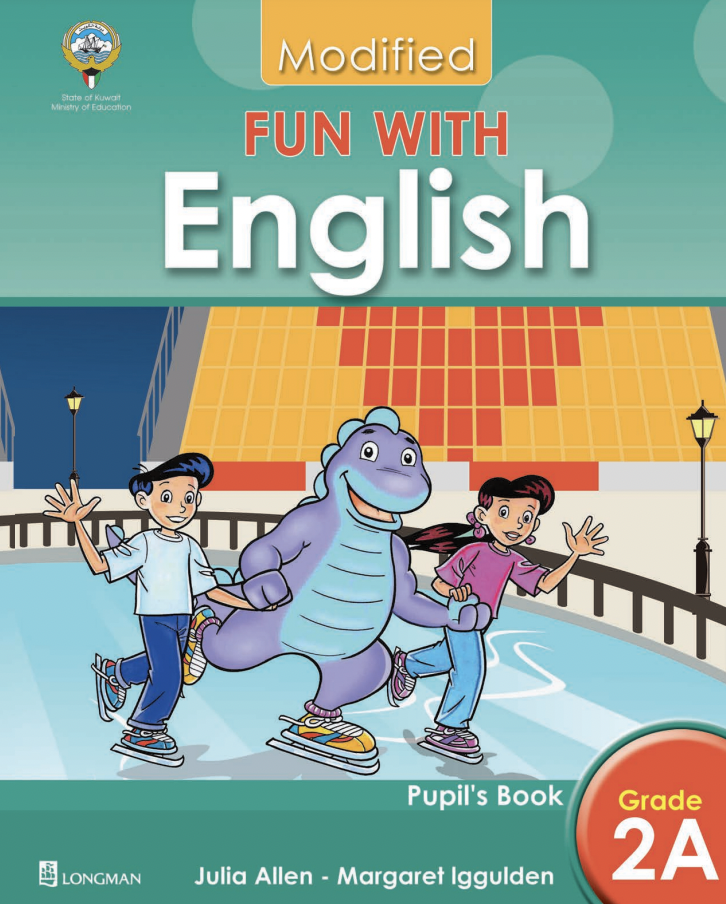 Modified
State of Kuwait
Ministry of Education
FUN WITH
English
Pupil's Book
Grade
2A
LONGMAN
Julia Allen - Margaret Iggulden